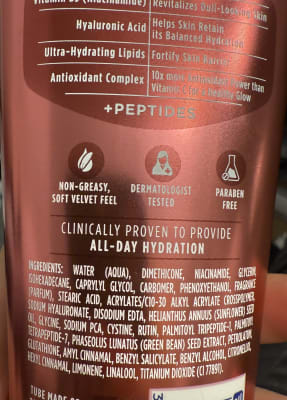 Vitamin B3 (Niacinamide) Revitalizes Dull-Looking Skin
Hyaluronic Acid Helps Skin Retain
its Balanced Hydration
Ultra-Hydrating Lipids Fortify Skin Barrier
Antioxidant Complex 10x more Antioxidant Power than
Vitamin C for a Healthy Glow
+PEPTIDES
NON-GREASY,
SOFT VELVET FEEL
DERMATOLOGIST
TESTED
PARABEN
FREE
CLINICALLY PROVEN TO PROVIDE
ALL-DAY HYDRATION
INGREDIENTS: WATER (AQUA), DIMETHICONE, NIACINAMIDE, GLYCERIN,
ISOHEXADECANE, CAPRYLYL GLYCOL, CARBOMER, PHENOXYETHANOL, FRAGRANCE
(PARFUM), STEARIC ACID, ACRYLATES/C10-30 ALKYL ACRYLATE CROSSPOLYMER,
SODIUM HYALURONATE, DISODIUM EDTA, HELIANTHUS ANNUUS (SUNFLOWER) SEED
OIL, GLYCINE, SODIUM PCA, CYSTINE, RUTIN, PALMITOYL TRIPEPTIDE-1, PALMITOYL
TETRAPEPTIDE-7, PHASEOLUS LUNATUS (GREEN BEAN) SEED EXTRACT, PETROLATUM,
GLUTATHIONE, AMYL CINNAMAL, BENZYL SALICYLATE, BENZYL ALCOHOL, CITRONELLOL,
HEXYL CINNAMAL, LIMONENE, LINALOOL, TITANIUM DIOXIDE (CI 77891).
TUBE MADE